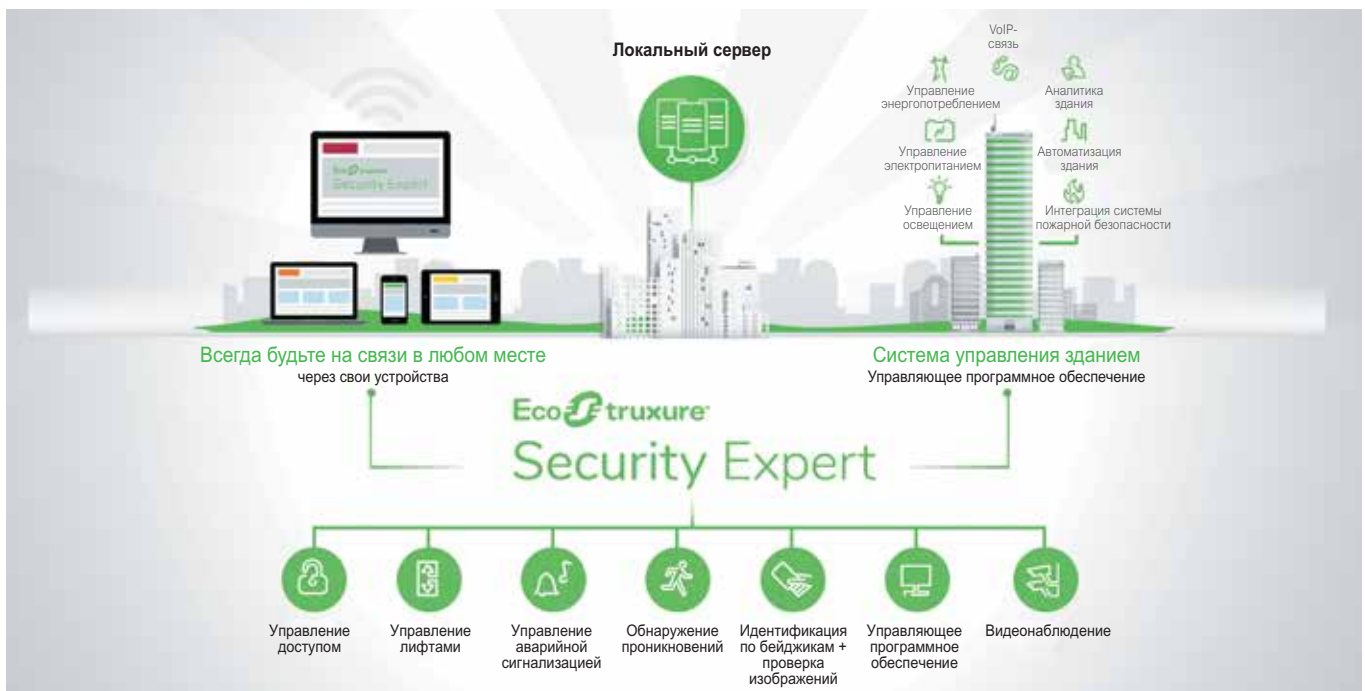 Локальный сервер
VoIP-
связь
Управление
энергопотреблением
Аналитика
здания
Управление
электропитанием
Автоматизация
здания
Управление
освещением
Интеграция системы
пожарной безопасности
EcoStruxure
Security Expert
Всегда будьте на связи в любом месте
через свои устройства
Система управления зданием
Управляющее программное обеспечение
EcoStruxure
Security Expert
Управление
доступом
Управление
лифтами
Управление
аварийной
сигнализацией
Обнаружение
проникновений
Идентификация
по бейджикам +
проверка
изображений
Управляющее
программное
обеспечение
Видеонаблюдение